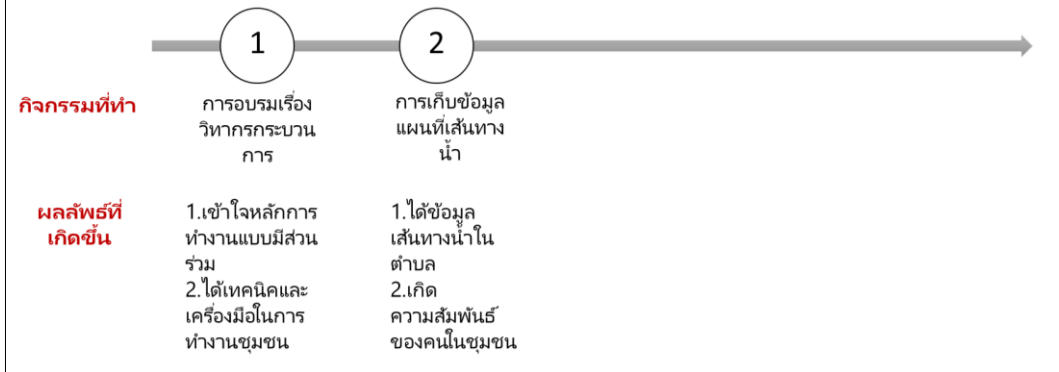 1
2
กิจกรรมที่ทำ
การอบรมเรื่อง
วิทากรกระบวน
การ
การเก็บข้อมูล
แผนที่เส้นทาง
น้ำ
ผลลัพธ์ที่
เกิดขึ้น
1.เข้าใจหลักการ
ทำงานแบบมีส่วน
ร่วม
2.ได้เทคนิคและ
เครื่องมือในการ
ทำงานชุมชน
1.ได้ข้อมูล
เส้นทางน้ำใน
ตำบล
2.เกิด
ความสัมพันธ์
ของคนในชุมชน